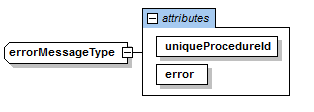 attributes
errorMessageType
uniqueProcedureId
error